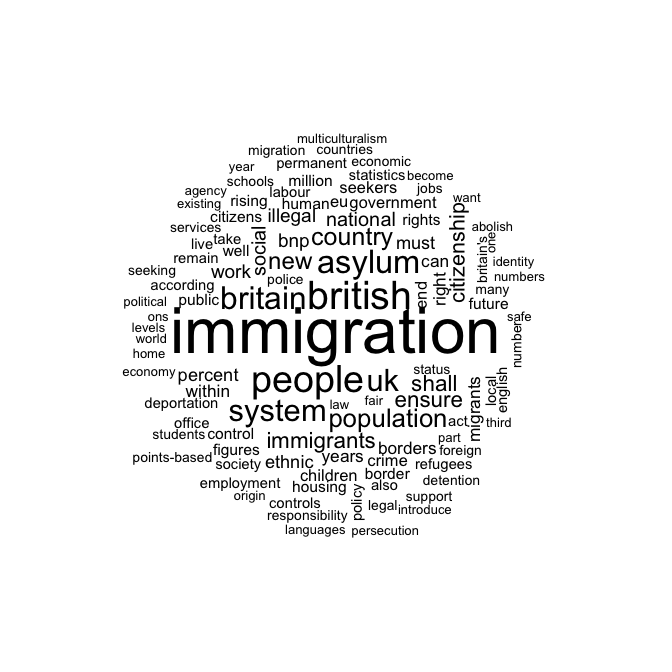 multiculturalism
migration countries
year permanent economic
schools million statistics become
agency labour seekers jobs
existing rising human eu government want
citizens illegal national rights
services social bnp country must citizenship abolish
live take britain's one
remain well new asylum can identity
seeking work police right numbers
according end many
political public britain british future
ons safe
levels immigration number
world
home
economy percent people uk status shall
within law fair ensure migrants local english
deportation system population act third
office
students control immigrants part
points-based figures borders foreign
society ethnic years crime refugees
employment children border detention
origin housing policy also support
controls legal introduce
responsibility
languages persecution